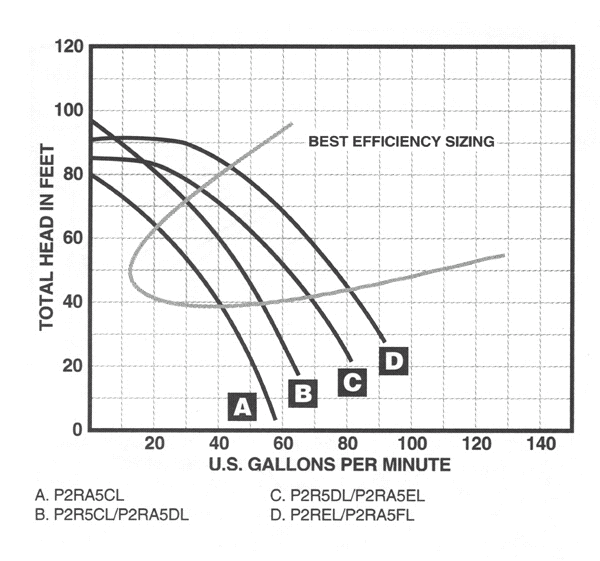 120
100
80
60
40
20
0
TOTAL HEAD IN FEET
BEST EFFICIENCY SIZING
A
B
C
D
20 40 60 80 100 120 140
U.S. GALLONS PER MINUTE
A. P2RA5CL
B. P2R5CL/P2RA5DL
C. P2R5DL/P2RA5EL
D. P2REL/P2RA5FL